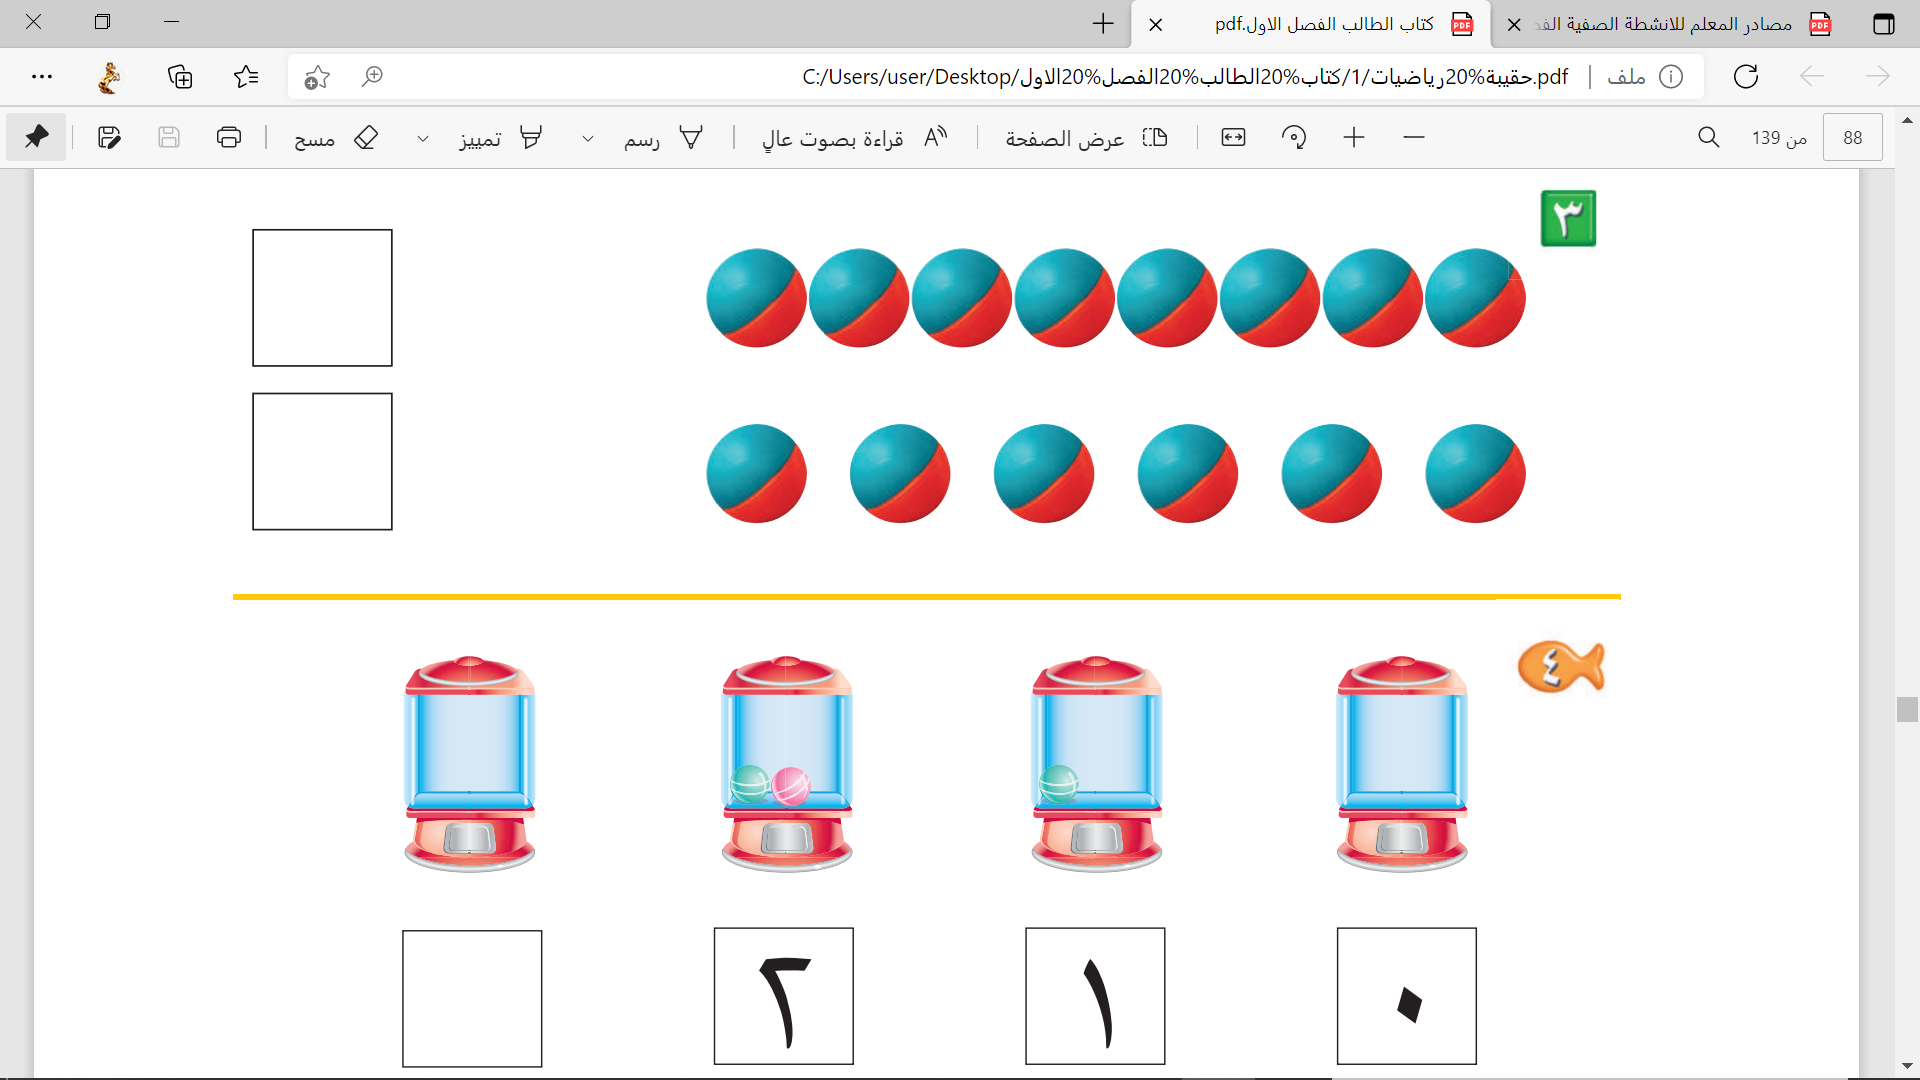 مصادر المعلم للانشطة الصفية الفد
كتاب الطالب الفصل الاول.pdf
ملف
C:/Users/user/Desktop/حقيبة%20رياضيات/1/كتاب%20الطالب%20الفصل%20الاول.pdf
88
من 139
عرض الصفحة
قراءة بصوت عالٍ
رسم
تمييز
مسح
٣
٤
٠ ١ ٢